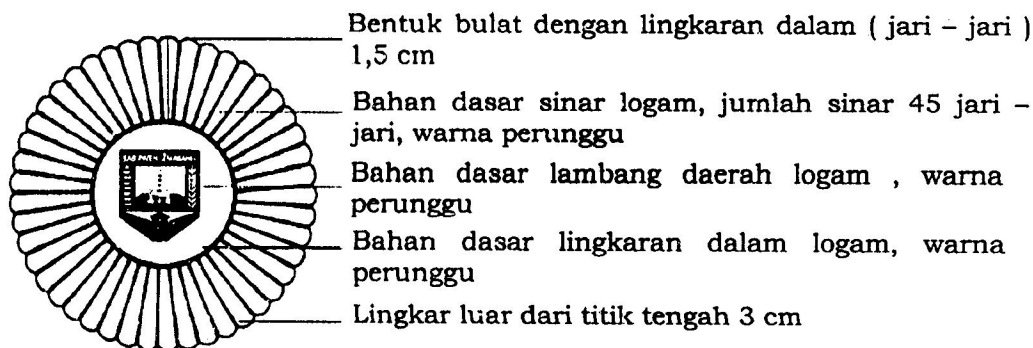 Bentuk bulat dengan lingkaran dalam ( jari – jari )
1,5 cm
Bahan dasar sinar logam, jumlah sinar 45 jari –
jari, warna perunggu
Bahan dasar lambang daerah logam , warna
perunggu
Bahan dasar lingkaran dalam logam, warna
perunggu
Lingkar luar dari titik tengah 3 cm